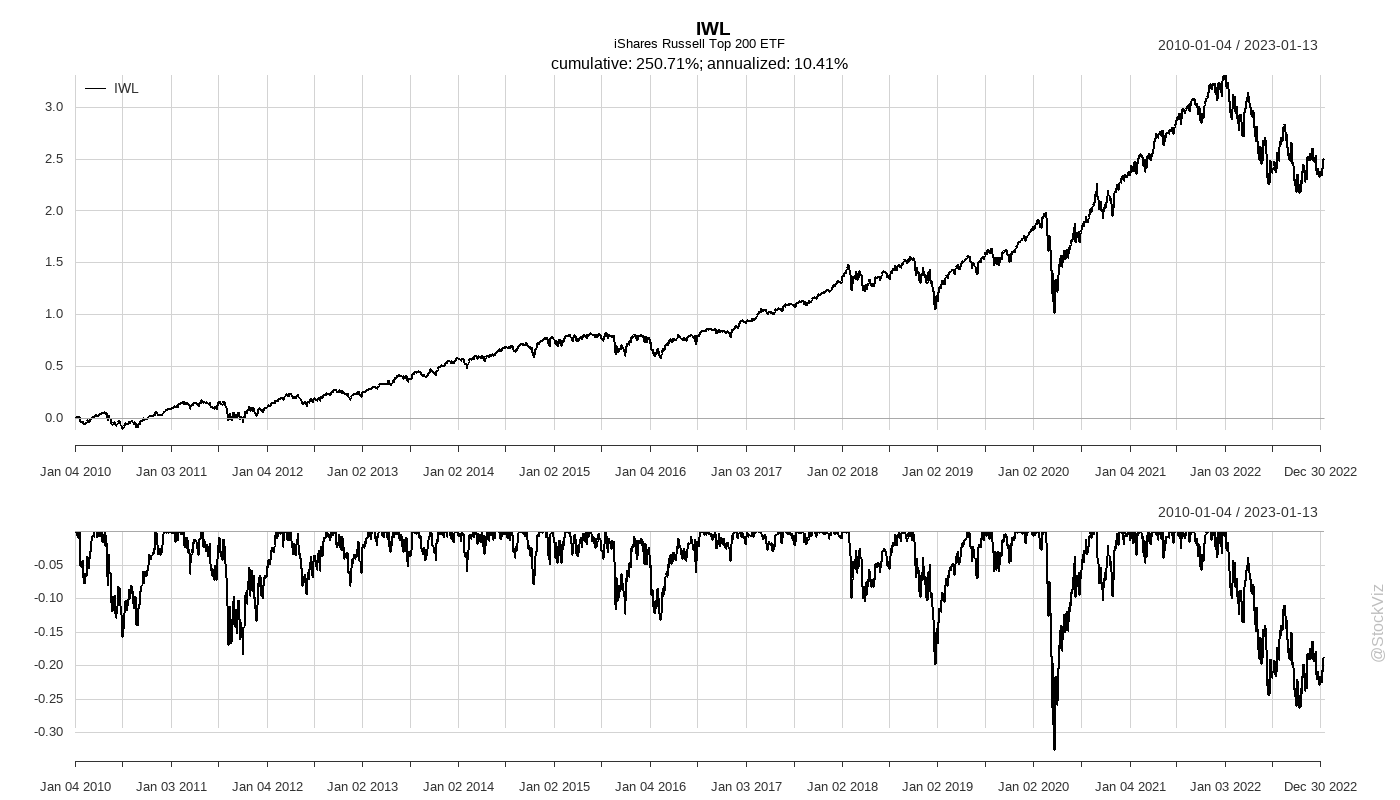 IWL
iShares Russell Top 200 ETF
cumulative: 250.71%; annualized: 10.41%
2010-01-04 / 2023-01-13
IWL
3.0
2.5
2.0
1.5
1.0
0.5
0.0
Jan 04 2010 Jan 03 2011 Jan 04 2012 Jan 02 2013 Jan 02 2014 Jan 02 2015 Jan 04 2016 Jan 03 2017 Jan 02 2018 Jan 02 2019 Jan 02 2020 Jan 04 2021 Jan 03 2022 Dec 30 2022
2010-01-04 / 2023-01-13
-0.05
-0.10
-0.15
-0.20
-0.25
-0.30
Jan 04 2010 Jan 03 2011 Jan 04 2012 Jan 02 2013 Jan 02 2014 Jan 02 2015 Jan 04 2016 Jan 03 2017 Jan 02 2018 Jan 02 2019 Jan 02 2020 Jan 04 2021 Jan 03 2022 Dec 30 2022
@StockViz